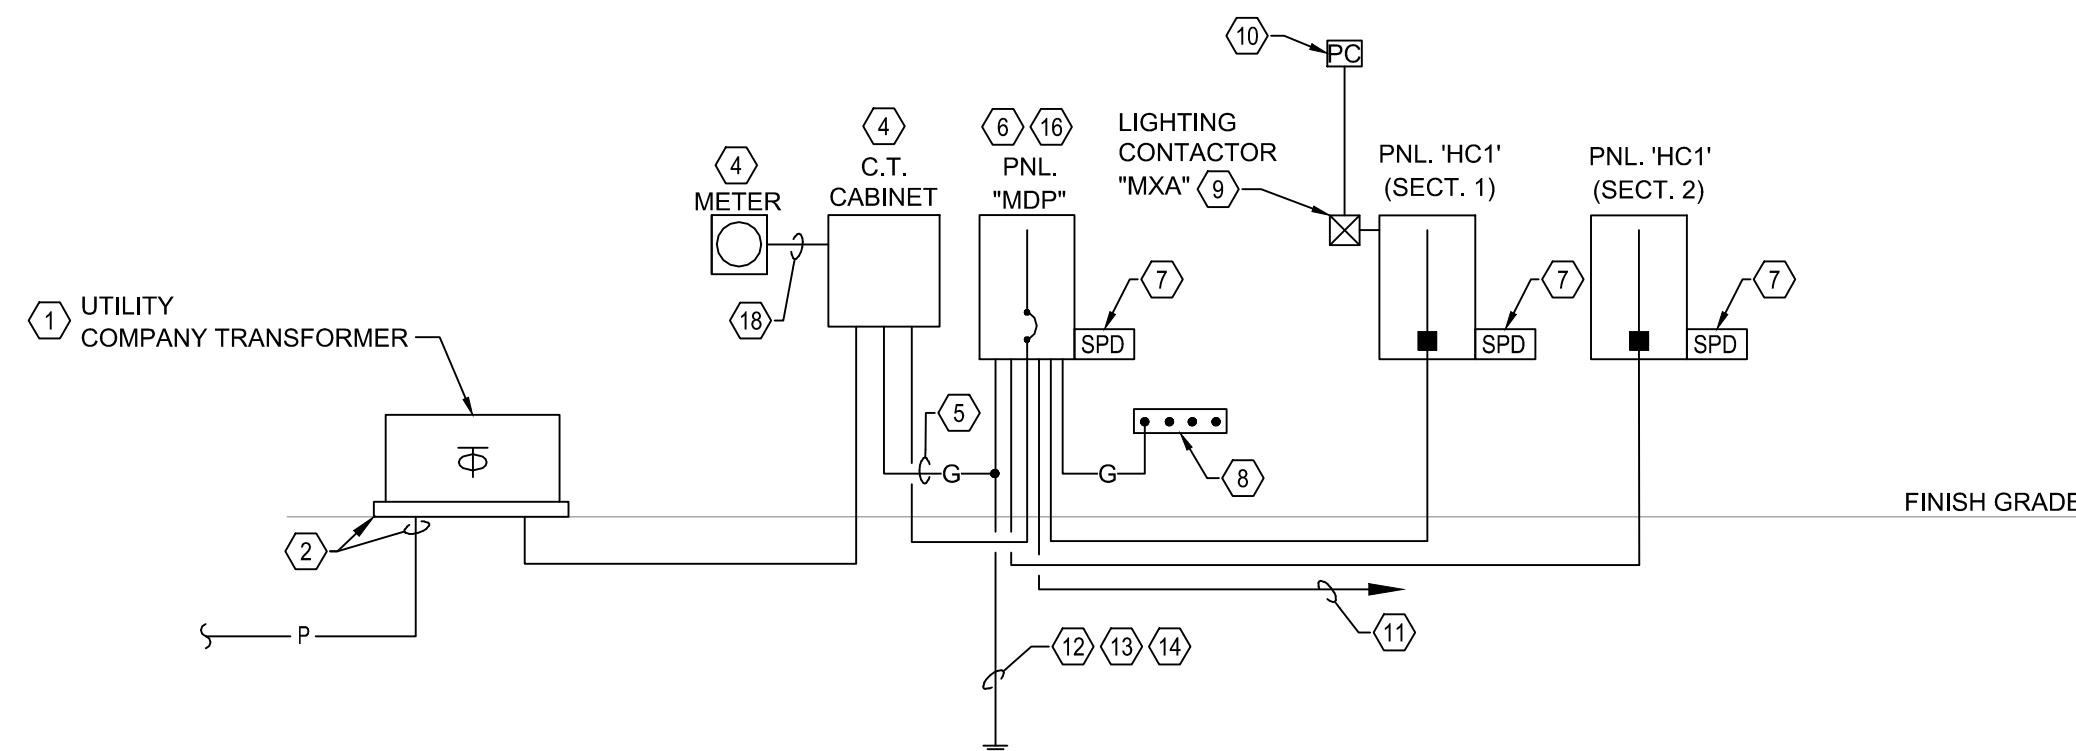 10
PC
4
6
16
LIGHTING
CONTACTOR
"MXA"
9
C.T.
CABINET
PNL.
"MDP"
PNL. 'HC1'
(SECT. 1)
PNL. 'HC1'
(SECT. 2)
4
METER
7
7
7
1
UTILITY
COMPANY TRANSFORMER
18
SPD
SPD
SPD
5
G
G
8
FINISH GRADE
2
P
11
12
13
14